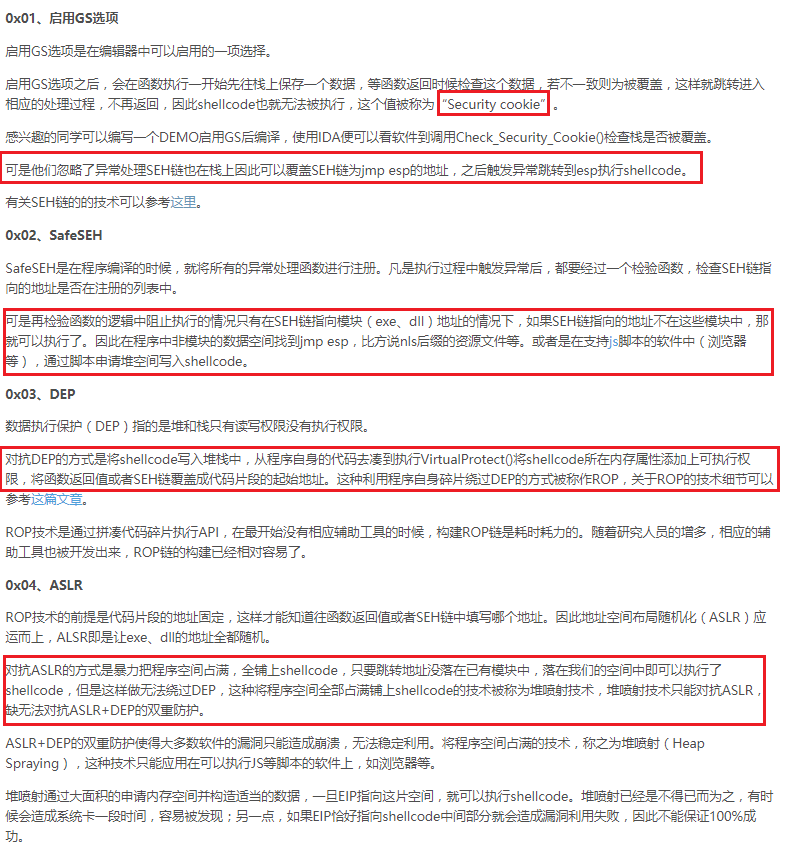 0x01、启用GS选项
启用GS选项是在编辑器中可以启用的一项选择。
启用GS选项之后，会在函数执行一开始先往栈上保存一个数据，等函数返回时候检查这个数据，若不一致则为被覆盖，这样就跳转进入
相应的处理过程，不再返回，因此shellcode也就无法被执行，这个值被称为“Security cookie”。
感兴趣的同学可以编写一个DEMO启用GS后编译，使用IDA便可以看软件到调用Check_Security_Cookie()检查栈是否被覆盖。
可是他们忽略了异常处理SEH链也在栈上因此可以覆盖SEH链为jmp esp的地址，之后触发异常跳转到esp执行shellcode。
有关SEH链的的技术可以参考这里。
0x02、SafeSEH
SafeSEH是在程序编译的时候，就将所有的异常处理函数进行注册。凡是执行过程中触发异常后，都要经过一个检验函数，检查SEH链指
向的地址是否在注册的列表中。
可是再检验函数的逻辑中阻止执行的情况只有在SEH链指向模块（exe、dll）地址的情况下，如果SEH链指向的地址不在这些模块中，那
就可以执行了。因此在程序中非模块的数据空间找到jmp esp，比方说nls后缀的资源文件等。或者是在支持js脚本的软件中（浏览器
等），通过脚本申请堆空间写入shellcode。
0x03、DEP
数据执行保护（DEP）指的是堆和栈只有读写权限没有执行权限。
对抗DEP的方式是将shellcode写入堆栈中，从程序自身的代码去凑到执行VirtualProtect()将shellcode所在内存属性添加上可执行权
限，将函数返回值或者SEH链覆盖成代码片段的起始地址。这种利用程序自身碎片绕过DEP的方式被称作ROP，关于ROP的技术细节可以
参考这篇文章。
ROP技术是通过拼凑代码碎片执行API，在最开始没有相应辅助工具的时候，构建ROP链是耗时耗力的。随着研究人员的增多，相应的辅
助工具也被开发出来，ROP链的构建已经相对容易了。
0x04、ASLR
ROP技术的前提是代码片段的地址固定，这样才能知道往函数返回值或者SEH链中填写哪个地址。因此地址空间布局随机化（ASLR）应
运而上，ALSR即是让exe、dll的地址全都随机。
对抗ASLR的方式是暴力把程序空间占满，全铺上shellcode，只要跳转地址没落在已有模块中，落在我们的空间中即可以执行了
shellcode，但是这样做无法绕过DEP，这种将程序空间全部占满铺上shellcode的技术被称为堆喷射技术，堆喷射技术只能对抗ASLR，
缺无法对抗ASLR+DEP的双重防护。
ASLR+DEP的双重防护使得大多数软件的漏洞只能造成崩溃，无法稳定利用。将程序空间占满的技术，称之为堆喷射（Heap
Spraying），这种技术只能应用在可以执行JS等脚本的软件上，如浏览器等。
堆喷射通过大面积的申请内存空间并构造适当的数据，一旦EIP指向这片空间，就可以执行shellcode。堆喷射已经是不得已而为之，有时
候会造成系统卡一段时间，容易被发现；另一点，如果EIP恰好指向shellcode中间部分就会造成漏洞利用失败，因此不能保证100%成
功。